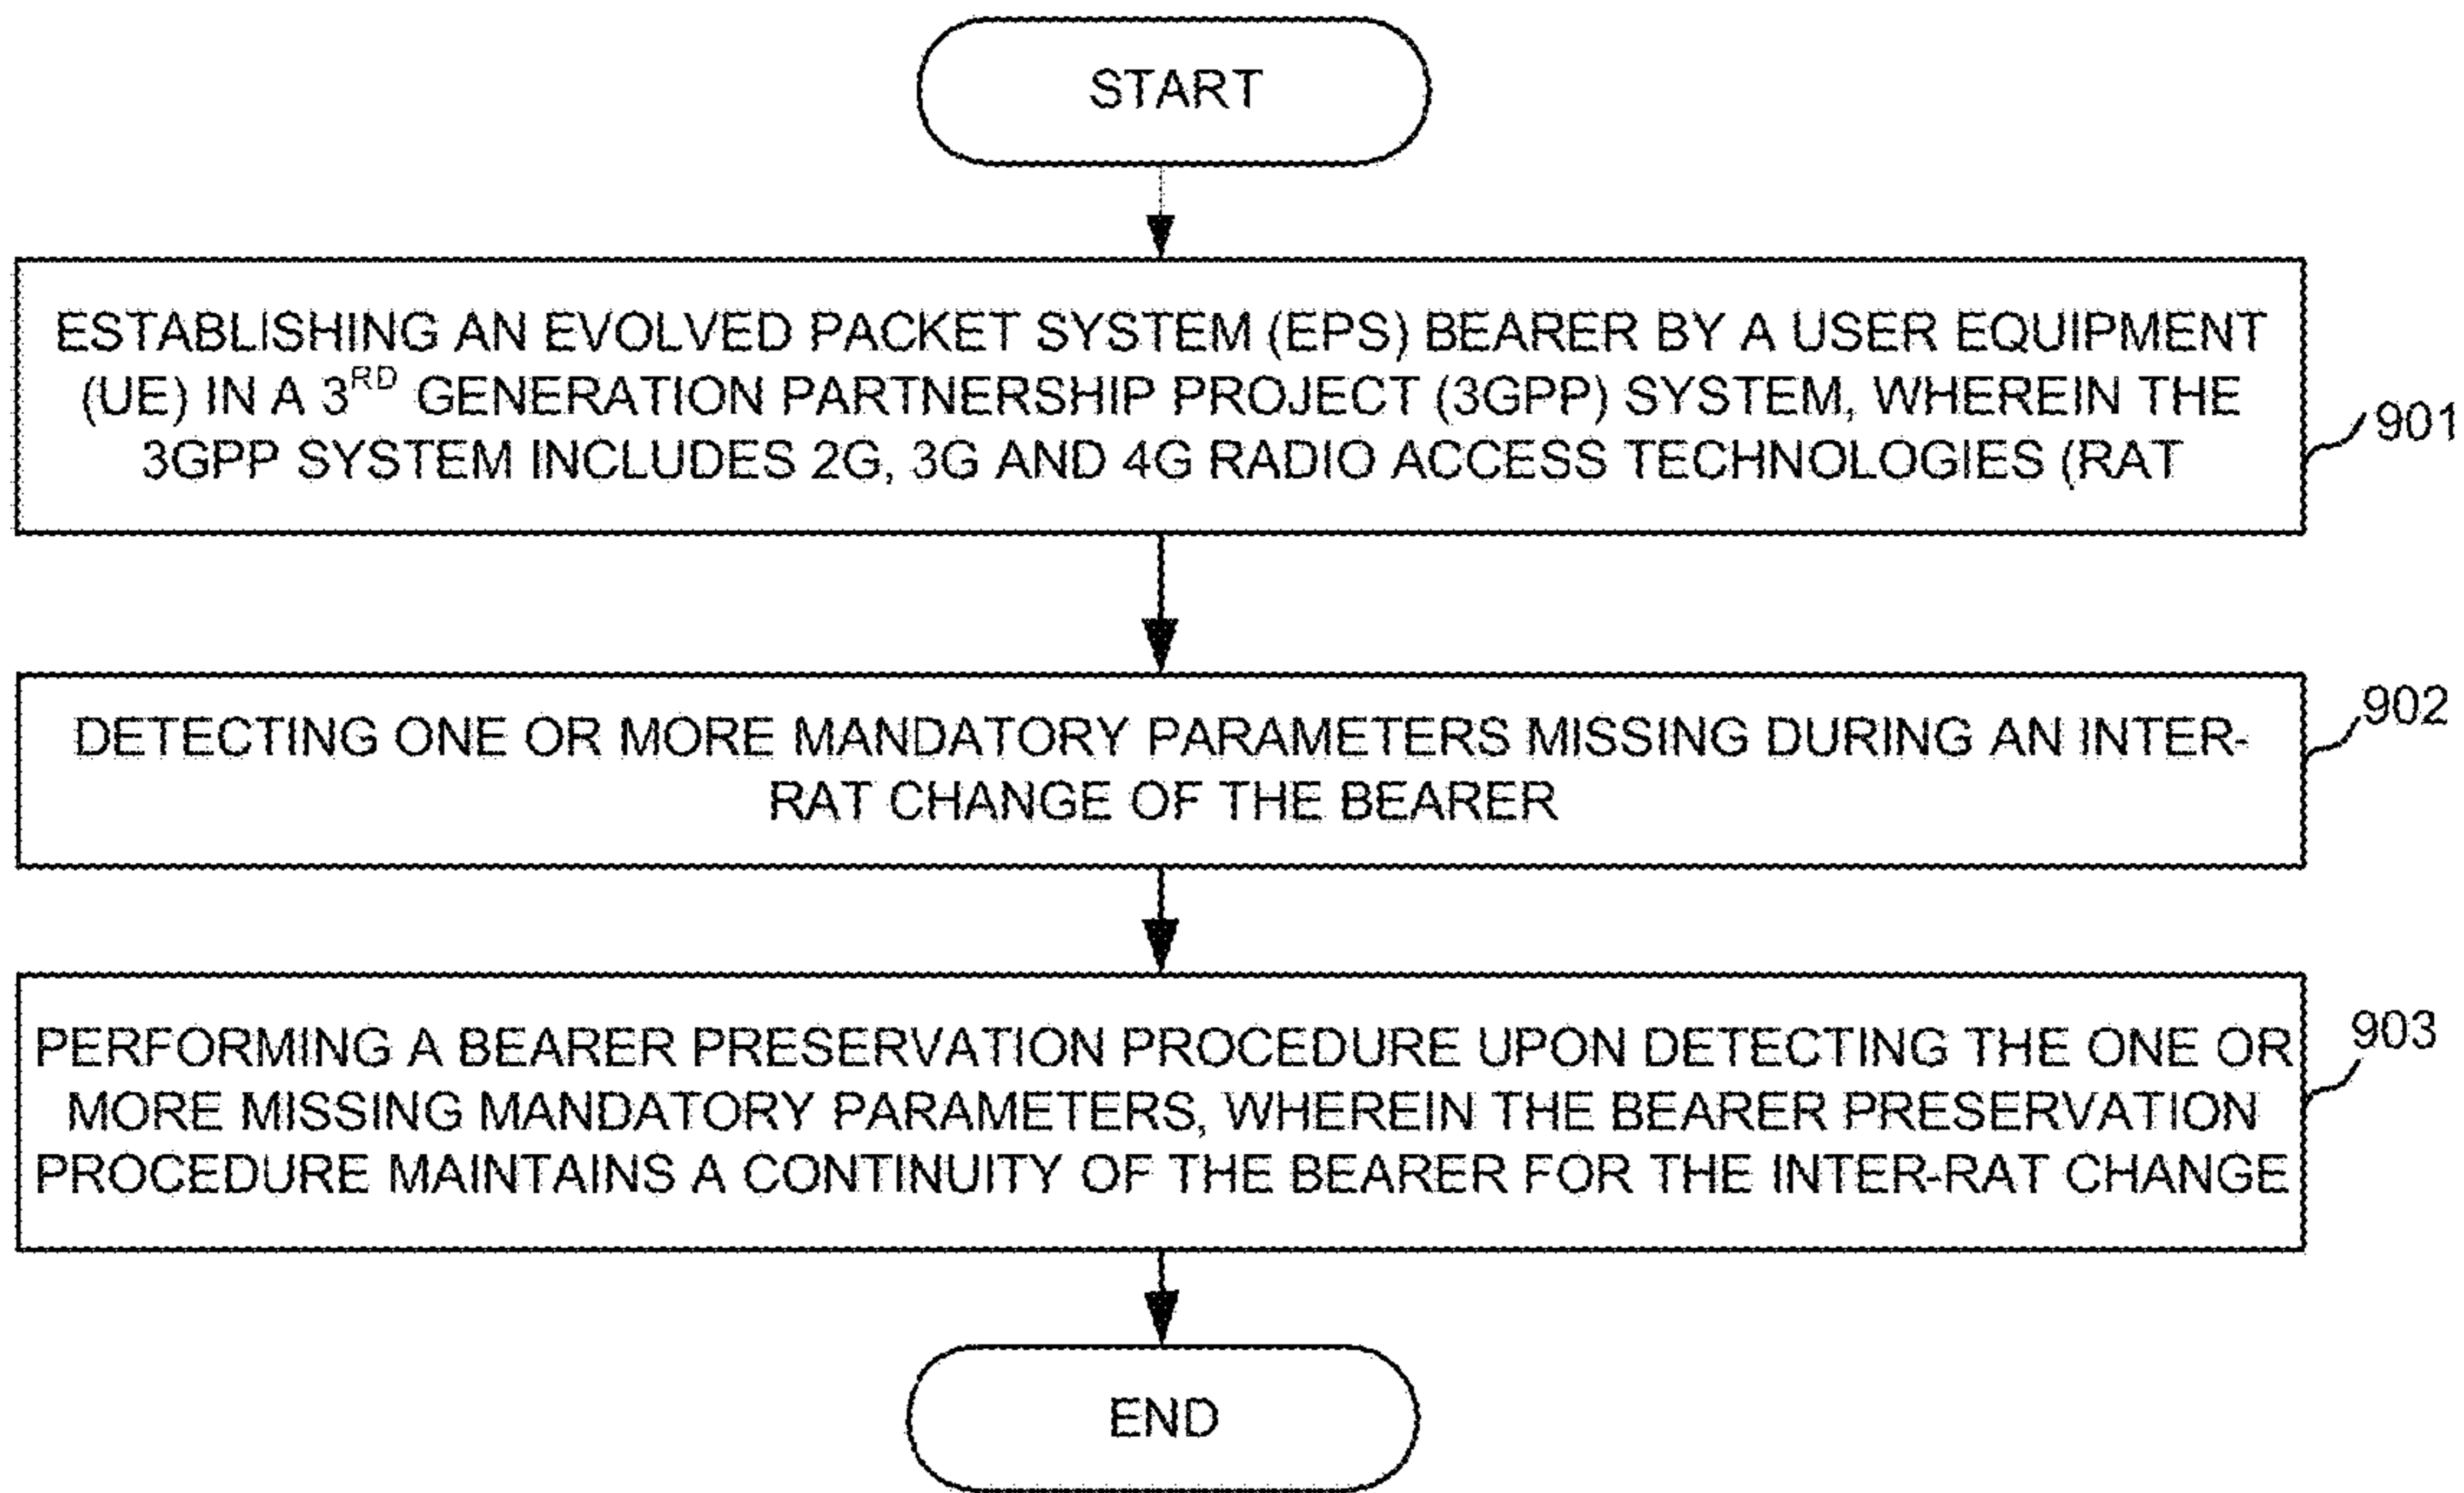 START
ESTABLISHING AN EVOLVED PACKET SYSTEM (EPS) BEARER BY A USER EQUIPMENT
(UE) IN A 3RD GENERATION PARTNERSHIP PROJECT (3GPP) SYSTEM, WHEREIN THE
3GPP SYSTEM INCLUDES 2G, 3G AND 4G RADIO ACCESS TECHNOLOGIES (RAT
901
DETECTING ONE OR MORE MANDATORY PARAMETERS MISSING DURING AN INTER-
RAT CHANGE OF THE BEARER
902
PERFORMING A BEARER PRESERVATION PROCEDURE UPON DETECTING THE ONE OR
MORE MISSING MANDATORY PARAMETERS, WHEREIN THE BEARER PRESERVATION
PROCEDURE MAINTAINS A CONTINUITY OF THE BEARER FOR THE INTER-RAT CHANGE
903
END